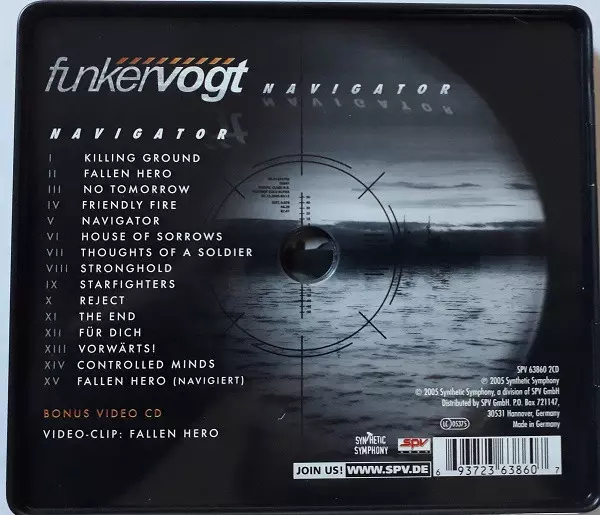 funkervogt NAVIGATOR
NAVIGATOR
I KILLING GROUND
II FALLEN HERO
III NO TOMORROW
IV FRIENDLY FIRE
V NAVIGATOR
VI HOUSE OF SORROWS
VII THOUGHTS OF A SOLDIER
VIII STRONGHOLD
IX STARFIGHTERS
X REJECT
XI THE END
XII FÜR DICH
XIII VORWÄRTS!
XIV CONTROLLED MINDS
XV FALLEN HERO (NAVIGIERT)
BONUS VIDEO CD
VIDEO-CLIP: FALLEN HERO
SPV 63860 2CD
℗ 2005 Synthetic Symphony
© 2005 Synthetic Symphony, a division of SPV GmbH
Distributed by SPV GmbH. P.O. Box 721147,
30531 Hannover, Germany
LC 05375 Made in Germany
SYNTHETIC SYMPHONY
SPV
JOIN US! WWW.SPV.DE
6 93723 63860 7